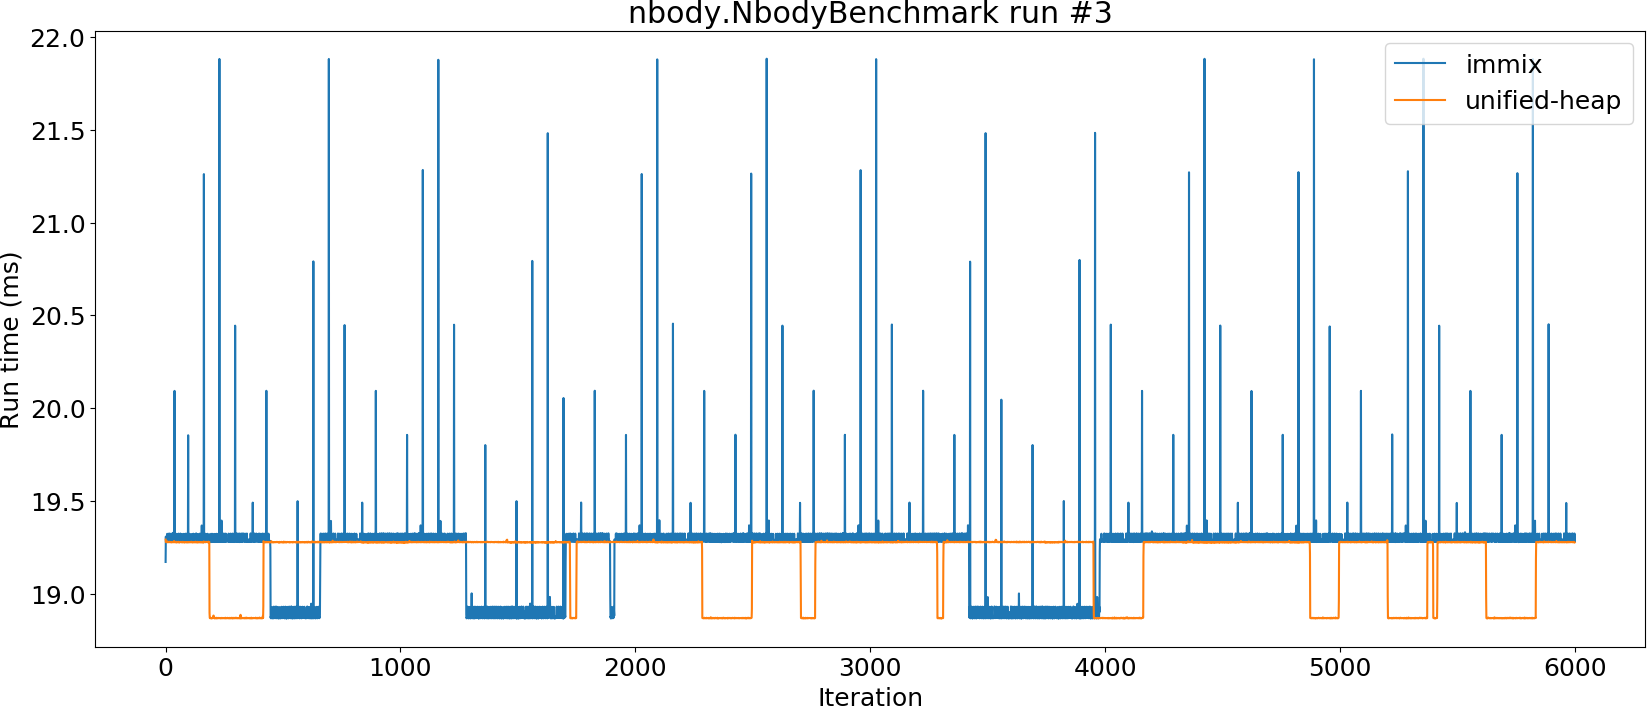 nbody.NbodyBenchmark run #3
22.0
21.5
21.0
20.5
20.0
19.5
19.0
Run time (ms)
immix
unified-heap
0 1000 2000 3000 4000 5000 6000
Iteration